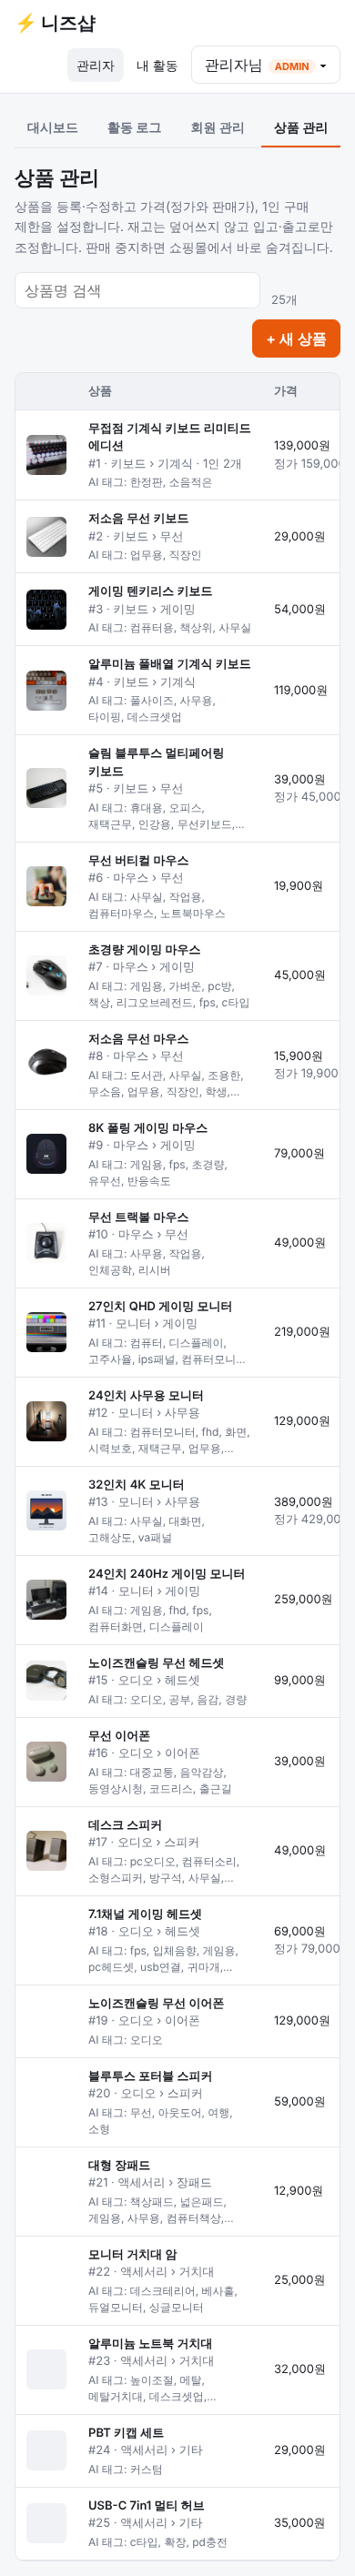 ⚡ 니즈샵
관리자 내 활동 관리자님 ADMIN
대시보드 활동 로그 회원 관리 상품 관리
상품 관리
상품을 등록·수정하고 가격(정가와 판매가), 1인 구매
제한을 설정합니다. 재고는 덮어쓰지 않고 입고·출고로만
조정합니다. 판매 중지하면 쇼핑몰에서 바로 숨겨집니다.
상품명 검색 25개
+ 새 상품
상품 가격
무접점 기계식 키보드 리미티드
에디션
#1 · 키보드 › 기계식 · 1인 2개
AI 태그: 한정판, 소음적은
139,000원
정가 159,000
저소음 무선 키보드
#2 · 키보드 › 무선
AI 태그: 업무용, 직장인
29,000원
게이밍 텐키리스 키보드
#3 · 키보드 › 게이밍
AI 태그: 컴퓨터용, 책상위, 사무실
54,000원
알루미늄 풀배열 기계식 키보드
#4 · 키보드 › 기계식
AI 태그: 풀사이즈, 사무용,
타이핑, 데스크셋업
119,000원
슬림 블루투스 멀티페어링
키보드
#5 · 키보드 › 무선
AI 태그: 휴대용, 오피스,
재택근무, 인강용, 무선키보드,…
39,000원
정가 45,000
무선 버티컬 마우스
#6 · 마우스 › 무선
AI 태그: 사무실, 작업용,
컴퓨터마우스, 노트북마우스
19,900원
초경량 게이밍 마우스
#7 · 마우스 › 게이밍
AI 태그: 게임용, 가벼운, pc방,
책상, 리그오브레전드, fps, c타입
45,000원
저소음 무선 마우스
#8 · 마우스 › 무선
AI 태그: 도서관, 사무실, 조용한,
무소음, 업무용, 직장인, 학생,…
15,900원
정가 19,900
8K 폴링 게이밍 마우스
#9 · 마우스 › 게이밍
AI 태그: 게임용, fps, 초경량,
유무선, 반응속도
79,000원
무선 트랙볼 마우스
#10 · 마우스 › 무선
AI 태그: 사무용, 작업용,
인체공학, 리시버
49,000원
27인치 QHD 게이밍 모니터
#11 · 모니터 › 게이밍
AI 태그: 컴퓨터, 디스플레이,
고주사율, ips패널, 컴퓨터모니…
219,000원
24인치 사무용 모니터
#12 · 모니터 › 사무용
AI 태그: 컴퓨터모니터, fhd, 화면,
시력보호, 재택근무, 업무용,…
129,000원
32인치 4K 모니터
#13 · 모니터 › 사무용
AI 태그: 사무실, 대화면,
고해상도, va패널
389,000원
정가 429,00
24인치 240Hz 게이밍 모니터
#14 · 모니터 › 게이밍
AI 태그: 게임용, fhd, fps,
컴퓨터화면, 디스플레이
259,000원
노이즈캔슬링 무선 헤드셋
#15 · 오디오 › 헤드셋
AI 태그: 오디오, 공부, 음감, 경량
99,000원
무선 이어폰
#16 · 오디오 › 이어폰
AI 태그: 대중교통, 음악감상,
동영상시청, 코드리스, 출근길
39,000원
데스크 스피커
#17 · 오디오 › 스피커
AI 태그: pc오디오, 컴퓨터소리,
소형스피커, 방구석, 사무실,…
49,000원
7.1채널 게이밍 헤드셋
#18 · 오디오 › 헤드셋
AI 태그: fps, 입체음향, 게임용,
pc헤드셋, usb연결, 귀마개,…
69,000원
정가 79,000
노이즈캔슬링 무선 이어폰
#19 · 오디오 › 이어폰
AI 태그: 오디오
129,000원
블루투스 포터블 스피커
#20 · 오디오 › 스피커
AI 태그: 무선, 아웃도어, 여행,
소형
59,000원
대형 장패드
#21 · 액세서리 › 장패드
AI 태그: 책상패드, 넓은패드,
게임용, 사무용, 컴퓨터책상,…
12,900원
모니터 거치대 암
#22 · 액세서리 › 거치대
AI 태그: 데스크테리어, 베사홀,
듀얼모니터, 싱글모니터
25,000원
알루미늄 노트북 거치대
#23 · 액세서리 › 거치대
AI 태그: 높이조절, 메탈,
메탈거치대, 데스크셋업,…
32,000원
PBT 키캡 세트
#24 · 액세서리 › 기타
AI 태그: 커스텀
29,000원
USB-C 7in1 멀티 허브
#25 · 액세서리 › 기타
AI 태그: c타입, 확장, pd충전
35,000원